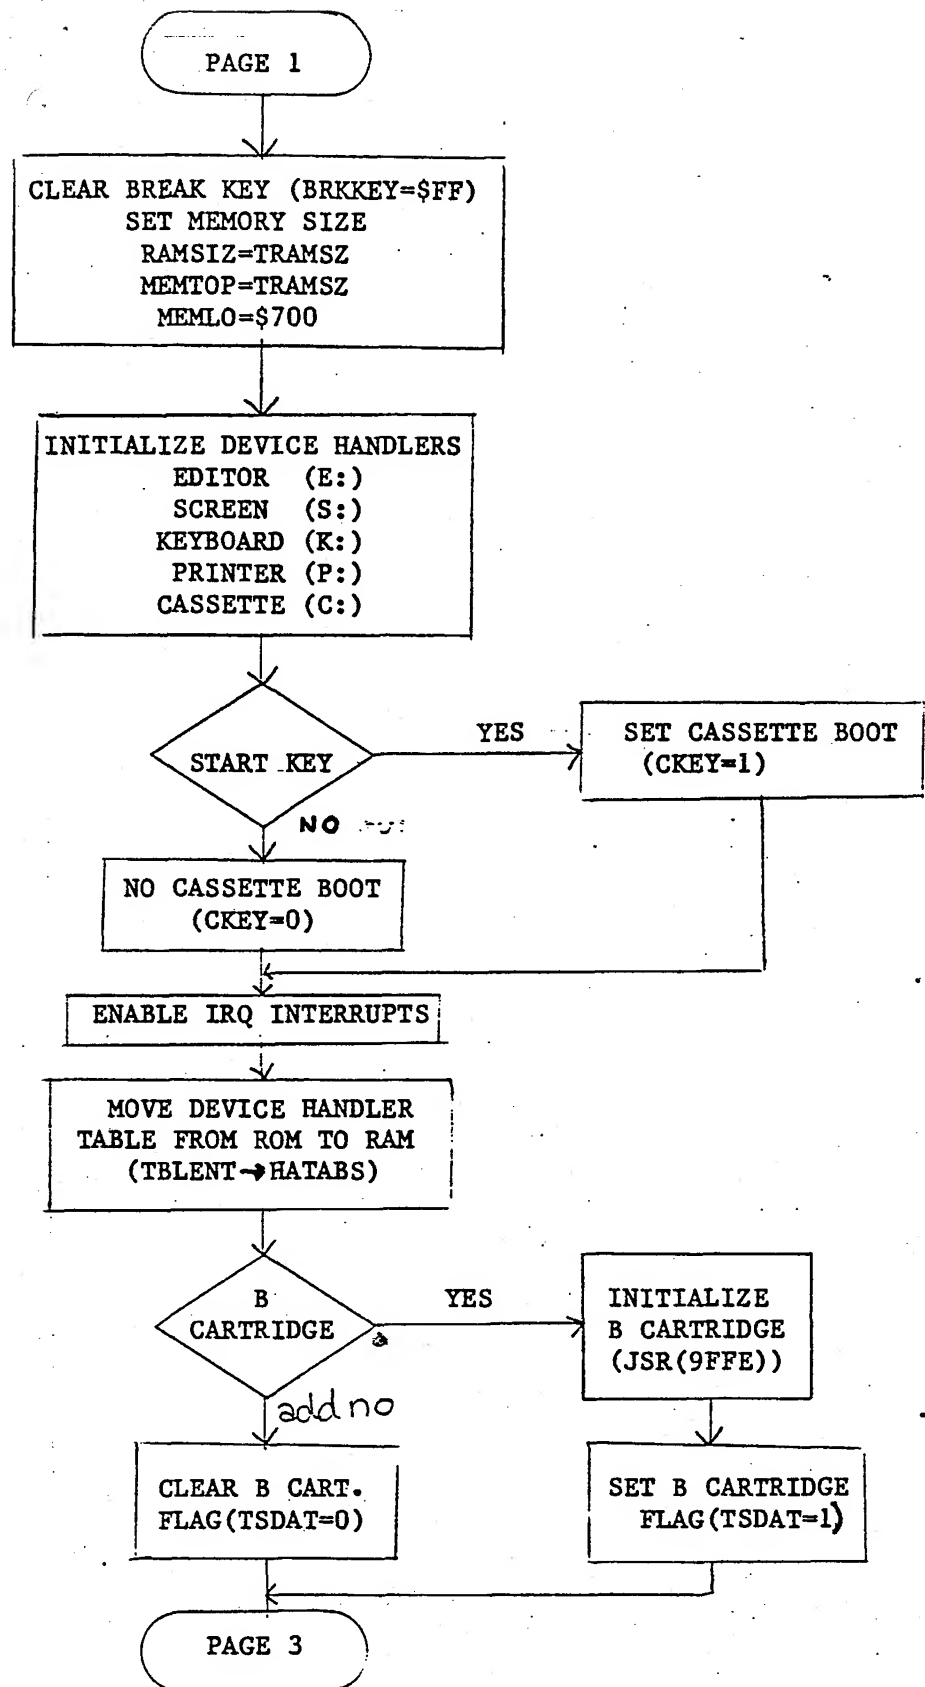 PAGE 1
CLEAR BREAK KEY (BRKKEY=$FF)
SET MEMORY SIZE
RAMSIZ=TRAMSZ
MEMTOP=TRAMSZ
MEMLO=$700
INITIALIZE DEVICE HANDLERS
EDITOR (E:)
SCREEN (S:)
KEYBOARD (K:)
PRINTER (P:)
CASSETTE (C:)
START KEY
YES
SET CASSETTE BOOT
(CKEY=1)
NO
NO CASSETTE BOOT
(CKEY=0)
ENABLE IRQ INTERRUPTS
MOVE DEVICE HANDLER
TABLE FROM ROM TO RAM
(TBLENT→HATABS)
B
CARTRIDGE
YES
INITIALIZE
B CARTRIDGE
(JSR(9FFE))
add no
CLEAR B CART.
FLAG(TSDAT=0)
SET B CARTRIDGE
FLAG(TSDAT=1)
PAGE 3